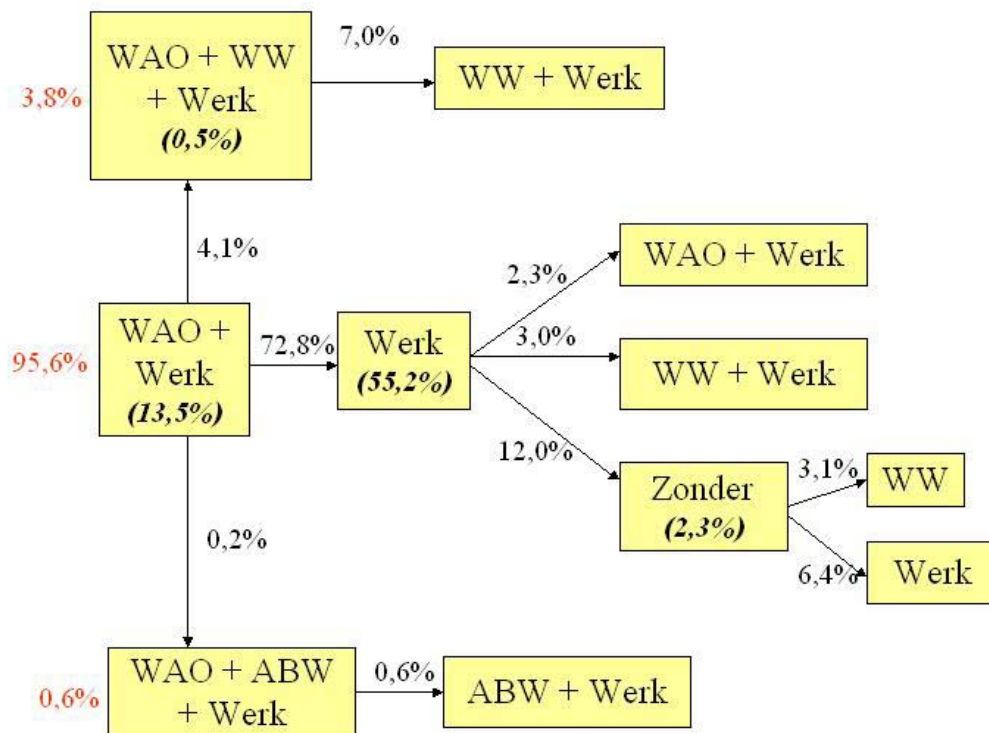 WAO + WW
+ Werk
(0,5%)
3,8%
7,0%
WW + Werk
4,1%
WAO +
Werk
(13,5%)
95,6%
72,8%
Werk
(55,2%)
2,3%
WAO + Werk
3,0%
WW + Werk
12,0%
Zonder
(2,3%)
3,1%
WW
6,4%
Werk
0,2%
WAO + ABW
+ Werk
0,6%
0,6%
ABW + Werk